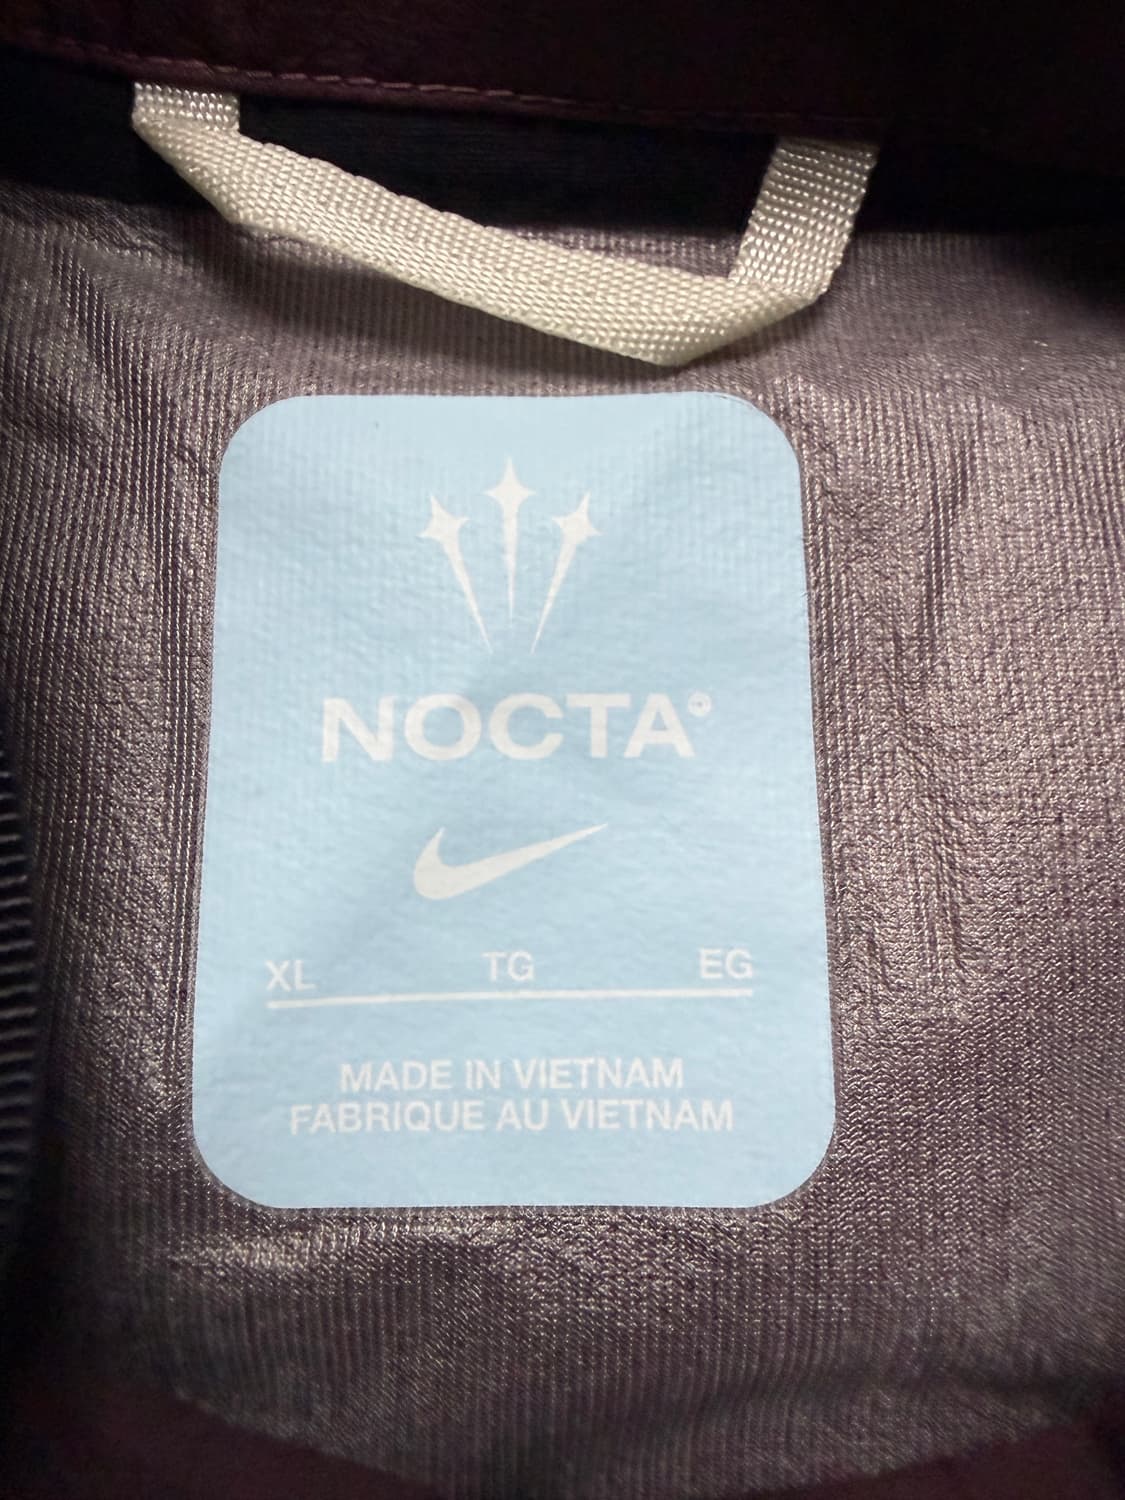 NOCTA
XL TG EG
MADE IN VIETNAM
FABRIQUE AU VIETNAM